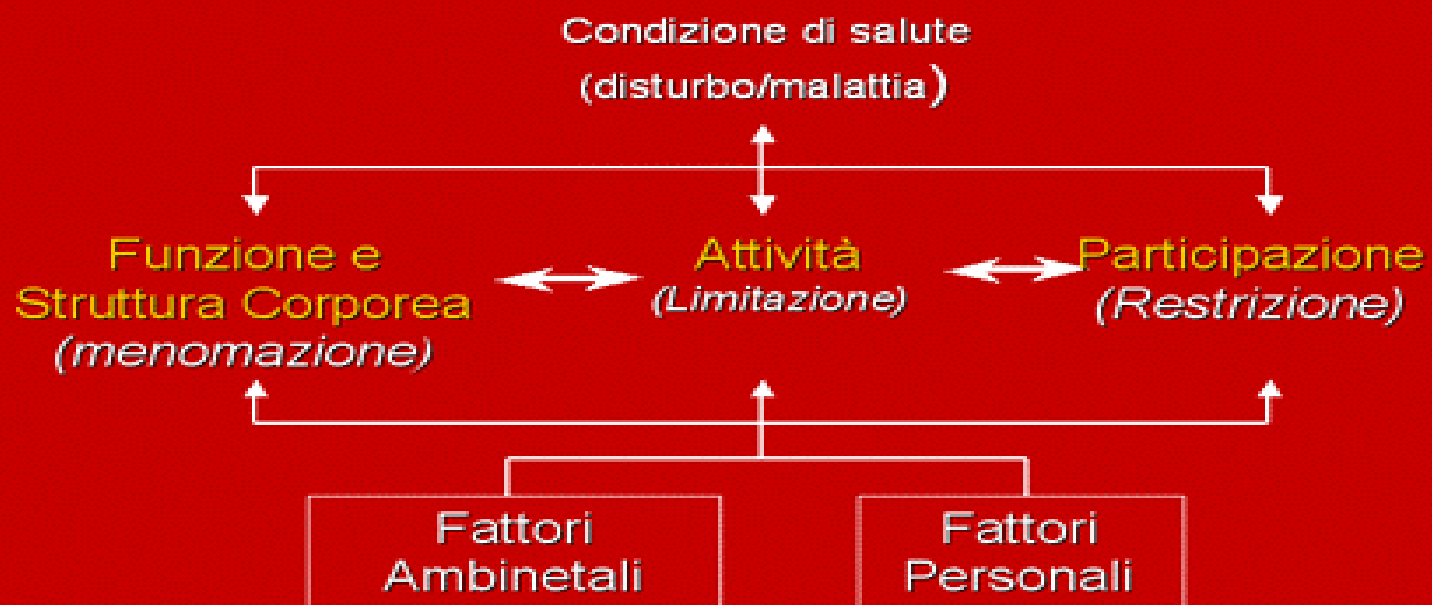 Condizione di salute
(disturbo/malattia)
Funzione e
Struttura Corporea
(menomazione)
Attività
(Limitazione)
Participazione
(Restrizione)
Fattori
Ambinetali
Fattori
Personali